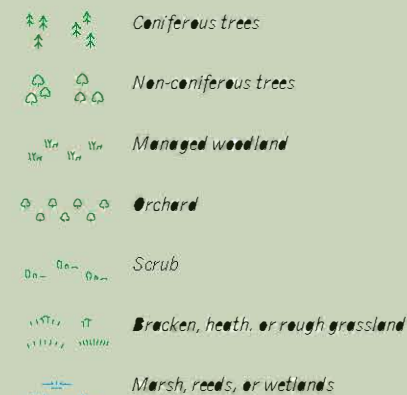 Coniferous trees
Non-coniferous trees
Managed woodland
Orchard
Scrub
Bracken, heath. or rough grassland
Marsh, reeds, or wetlands